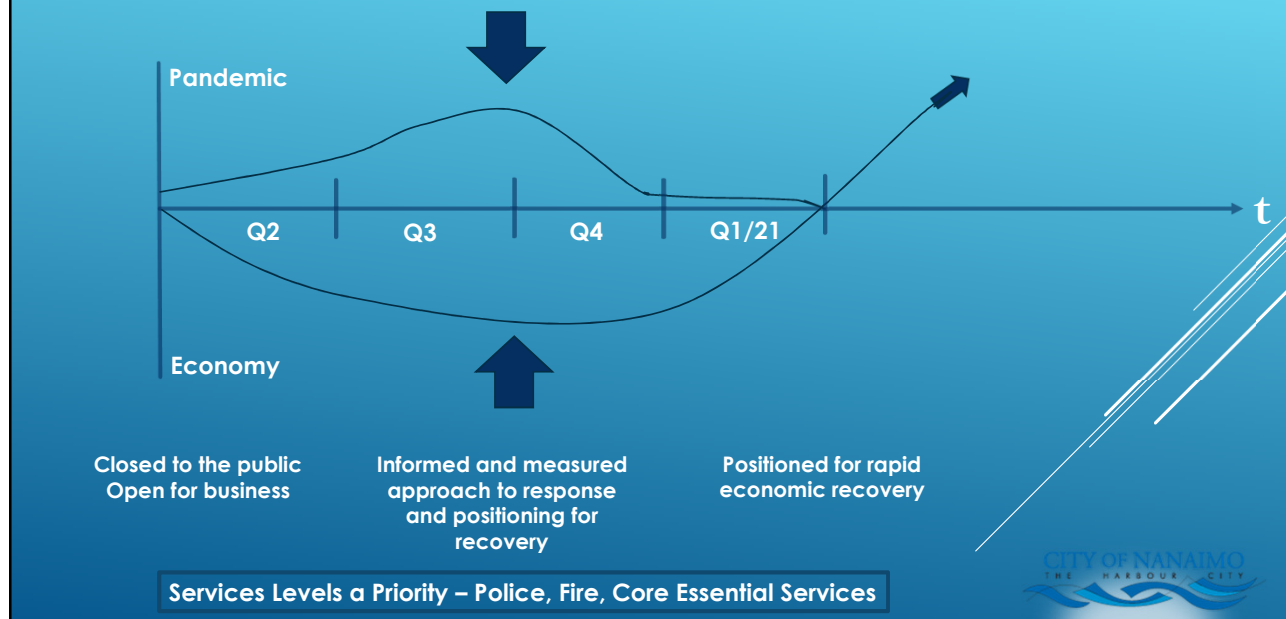 Pandemic
t
Q2
Q3
Q4
Q1/21
Economy
Closed to the public
Open for business
Informed and measured
approach to response
and positioning for
recovery
Positioned for rapid
economic recovery
Services Levels a Priority – Police, Fire, Core Essential Services
CITY OF NANAIMO
THE HARBOUR CITY